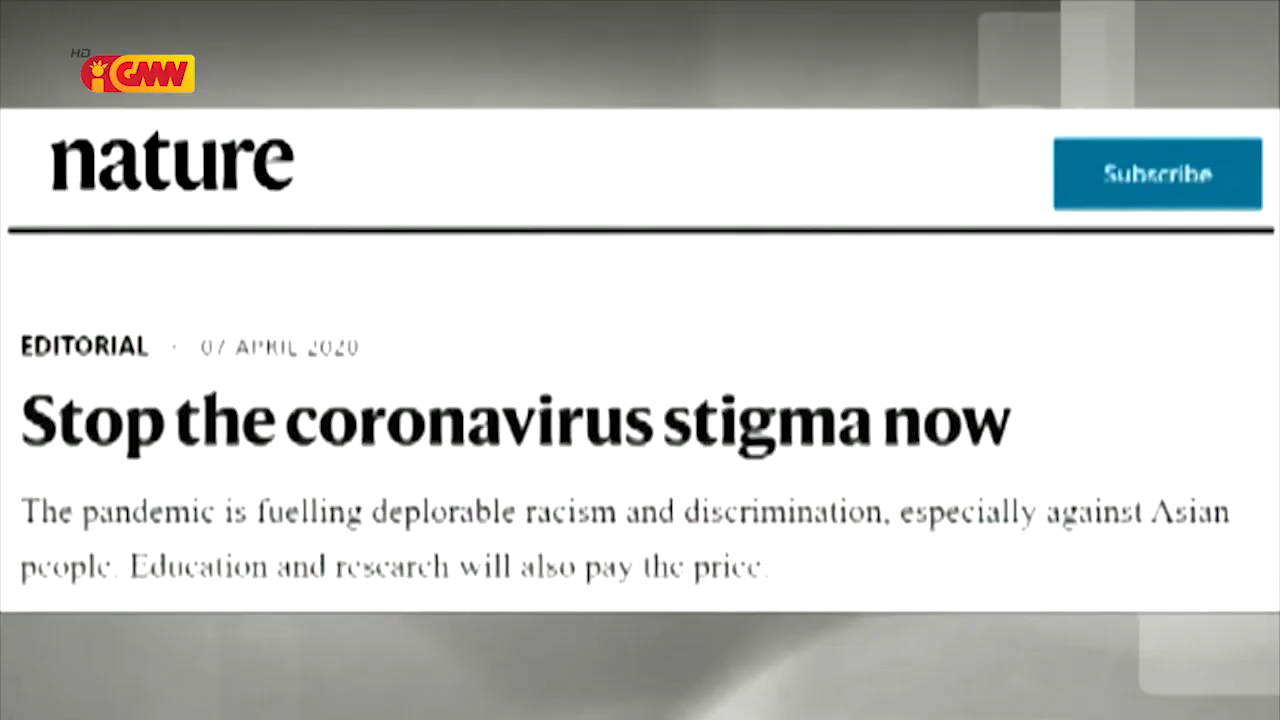 HD
iGMW
nature
Subscribe
EDITORIAL · 07 APRIL 2020
Stop the coronavirus stigma now
The pandemic is fuelling deplorable racism and discrimination, especially against Asian
people. Education and research will also pay the price.